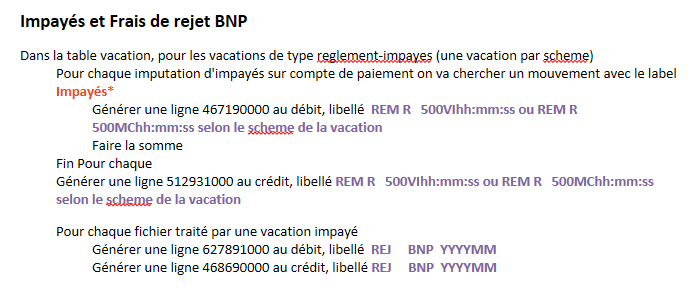 Impayés et Frais de rejet BNP
Dans la table vacation, pour les vacations de type reglement-impayes (une vacation par scheme)
Pour chaque imputation d'impayés sur compte de paiement on va chercher un mouvement avec le label
Impayés*
Générer une ligne 467190000 au débit, libellé REM R 500VIhh:mm:ss ou REM R
500MChh:mm:ss selon le scheme de la vacation
Faire la somme
Fin Pour chaque
Générer une ligne 512931000 au crédit, libellé REM R 500VIhh:mm:ss ou REM R 500MChh:mm:ss
selon le scheme de la vacation
Pour chaque fichier traité par une vacation impayé
Générer une ligne 627891000 au débit, libellé REJ BNP YYYYMM
Générer une ligne 468690000 au crédit, libellé REJ BNP YYYYMM